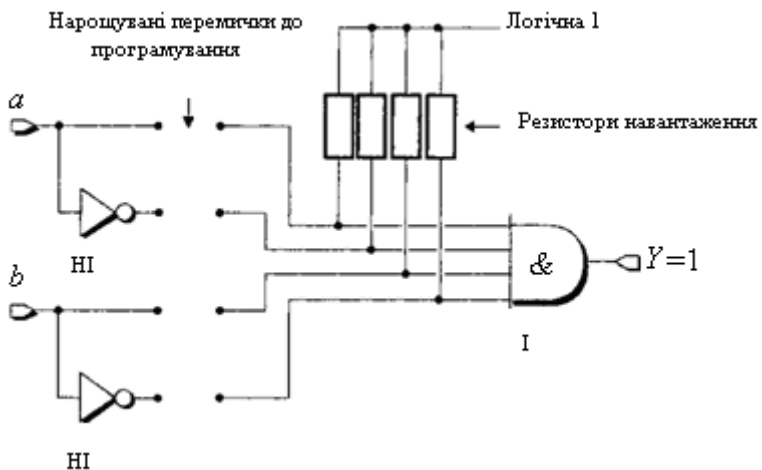 Нарощувані перемички до
програмування
Логічна 1
a
Резистори навантаження
НІ
b
&
Y=1
І
НІ